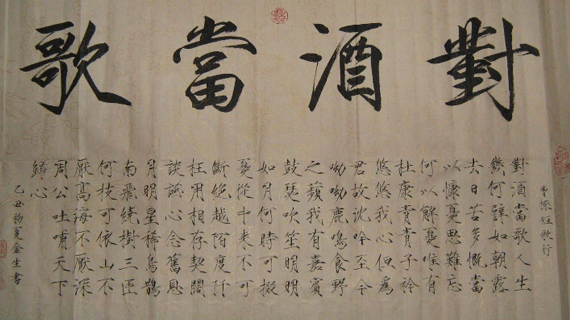 對酒當歌
曹操短歌行
對酒當歌人生
幾何譬如朝露
去日苦多慨當
以慷憂思難忘
何以解憂唯有
杜康青青子衿
悠悠我心但為
君故沈吟至今
呦呦鹿鳴食野
之蘋我有嘉賓
鼓瑟吹笙明明
如月何時可掇
憂從中来不可
斷絕越陌度阡
枉用相存契闊
談讌心念舊恩
月明星稀烏鵲
南飛繞樹三匝
何枝可依山不
厭高海不厭深
周公吐哺天下
歸心
乙丑初夏金生書